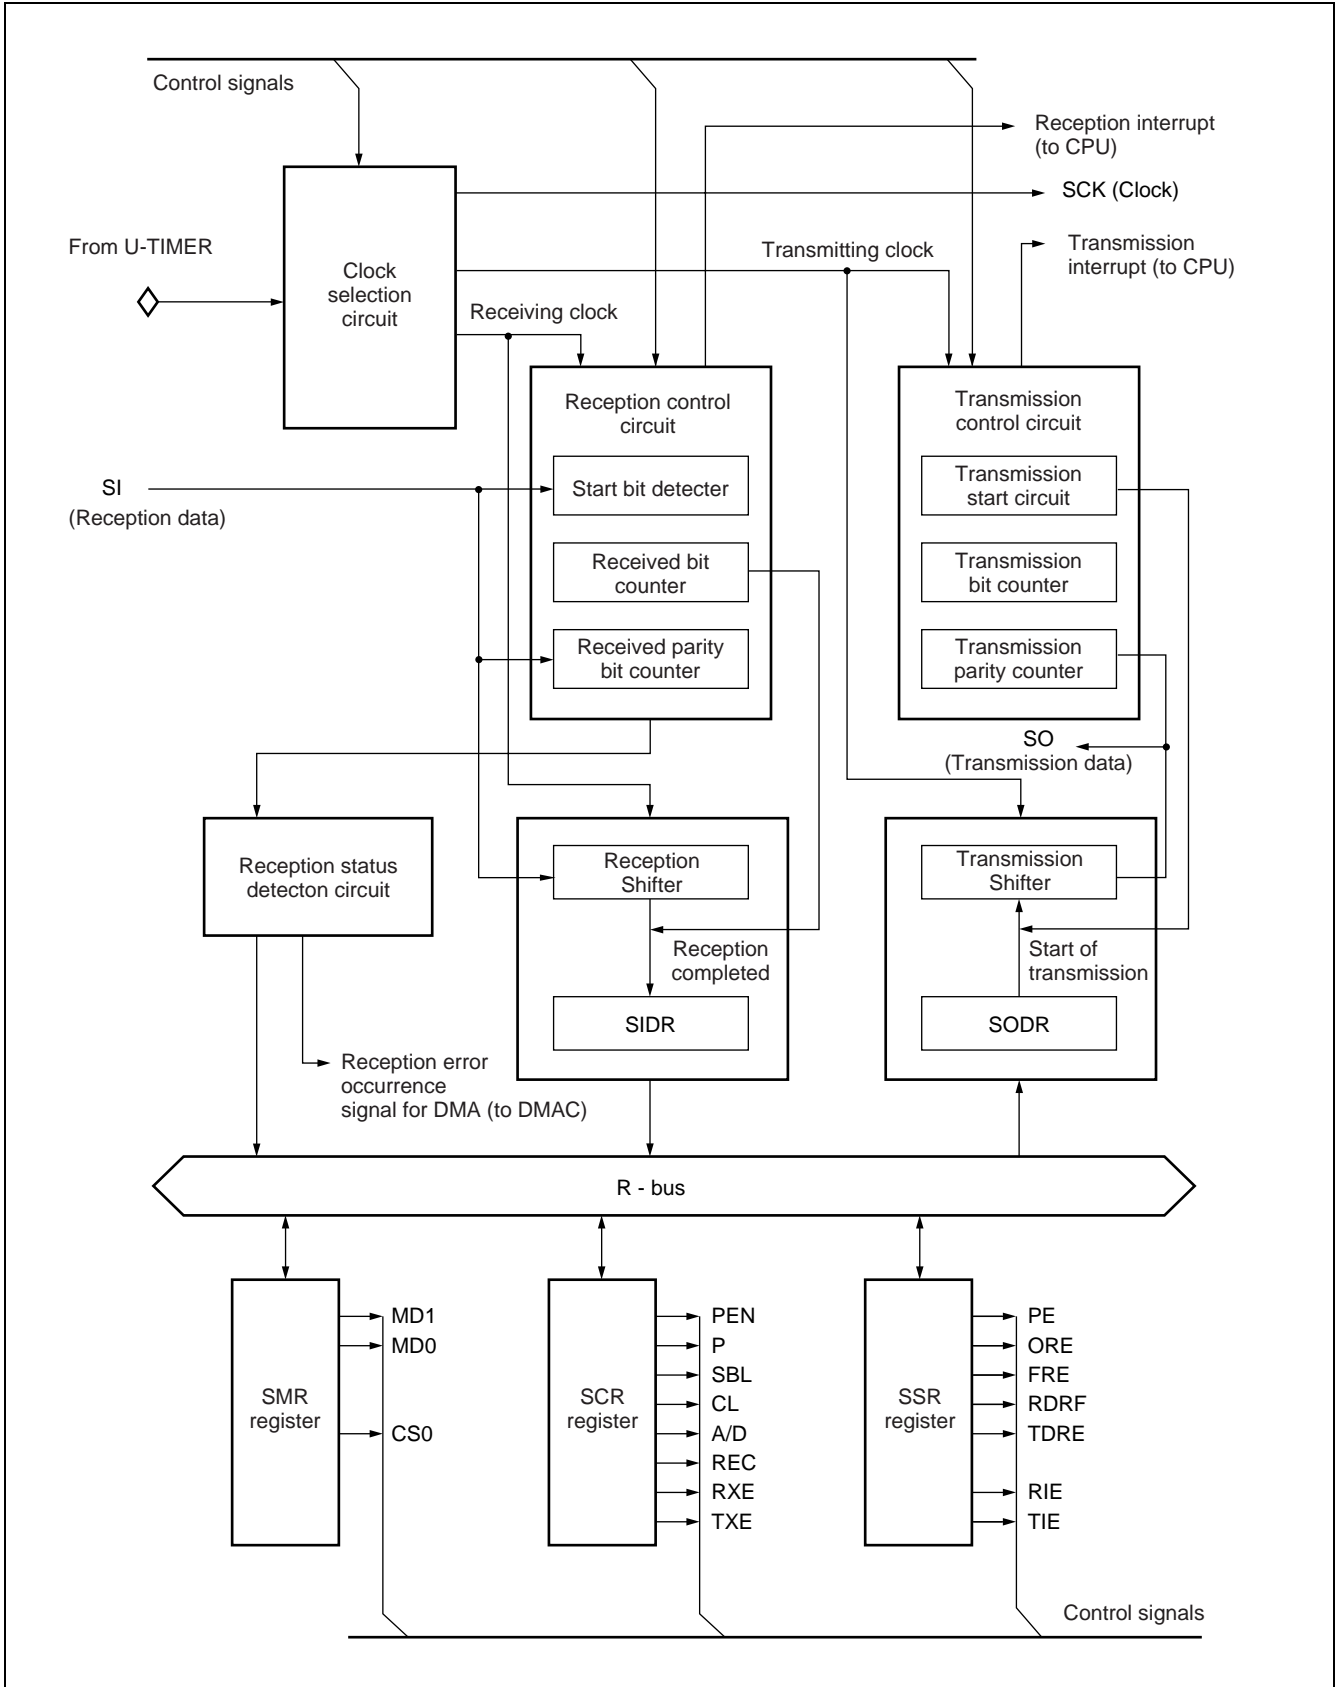 Control signals
Reception interrupt
(to CPU)
SCK (Clock)
From U-TIMER
Transmitting clock
Transmission
interrupt (to CPU)
Clock
selection
circuit
Receiving clock
Reception control
circuit
Transmission
control circuit
SI
(Reception data)
Start bit detecter
Transmission
start circuit
Received bit
counter
Transmission
bit counter
Received parity
bit counter
Transmission
parity counter
SO
(Transmission data)
Reception status
detecton circuit
Reception
Shifter
Transmission
Shifter
Reception
completed
Start of
transmission
SIDR
SODR
Reception error
occurrence
signal for DMA (to DMAC)
R - bus
SMR
register
MD1
MD0
CS0
SCR
register
PEN
P
SBL
CL
A/D
REC
RXE
TXE
SSR
register
PE
ORE
FRE
RDRF
TDRE
RIE
TIE
Control signals